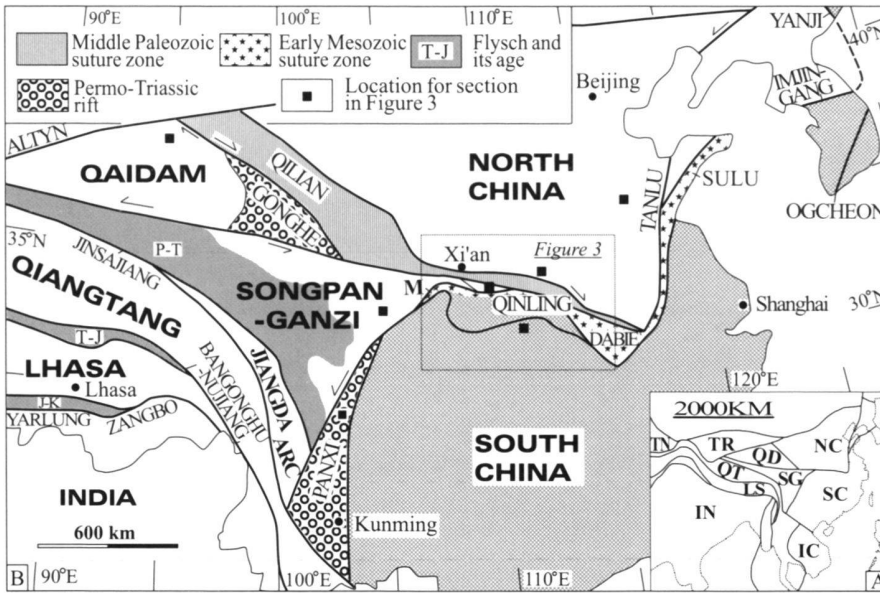 90°E
100°E
110°E
YANJI
40°N
Middle Paleozoic
suture zone
Early Mesozoic
suture zone
T-J
Flysch and
its age
Permo-Triassic
rift
Location for section
in Figure 3
Beijing
IMJIN-
GANG
ALTYN
QAIDAM
QILIAN
GONGHE
NORTH
CHINA
TANLU
SULU
OGCHEON
35°N
P-T
JINSAJIANG
QIANGTANG
SONGPAN
-GANZI
Xi'an
Figure 3
M
QINLING
DABIE
Shanghai
30°N
T-J
LHASA
Lhasa
J-K
YARLUNG
ZANGBO
BANGONGHU
-NUJIANG
JIANGDA ARC
PANXI
Kunming
SOUTH
CHINA
INDIA
600 km
120°E
2000KM
TN
TR
QD
NC
QT
SG
LS
SC
IN
IC
B
90°E
100°E
110°E
A